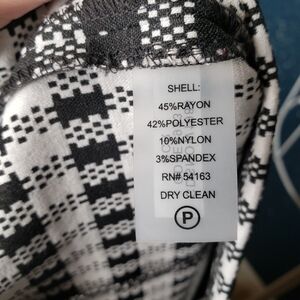 SHELL:
45%RAYON
42%POLYESTER
10%NYLON
3%SPANDEX
RN# 54163
DRY CLEAN
P